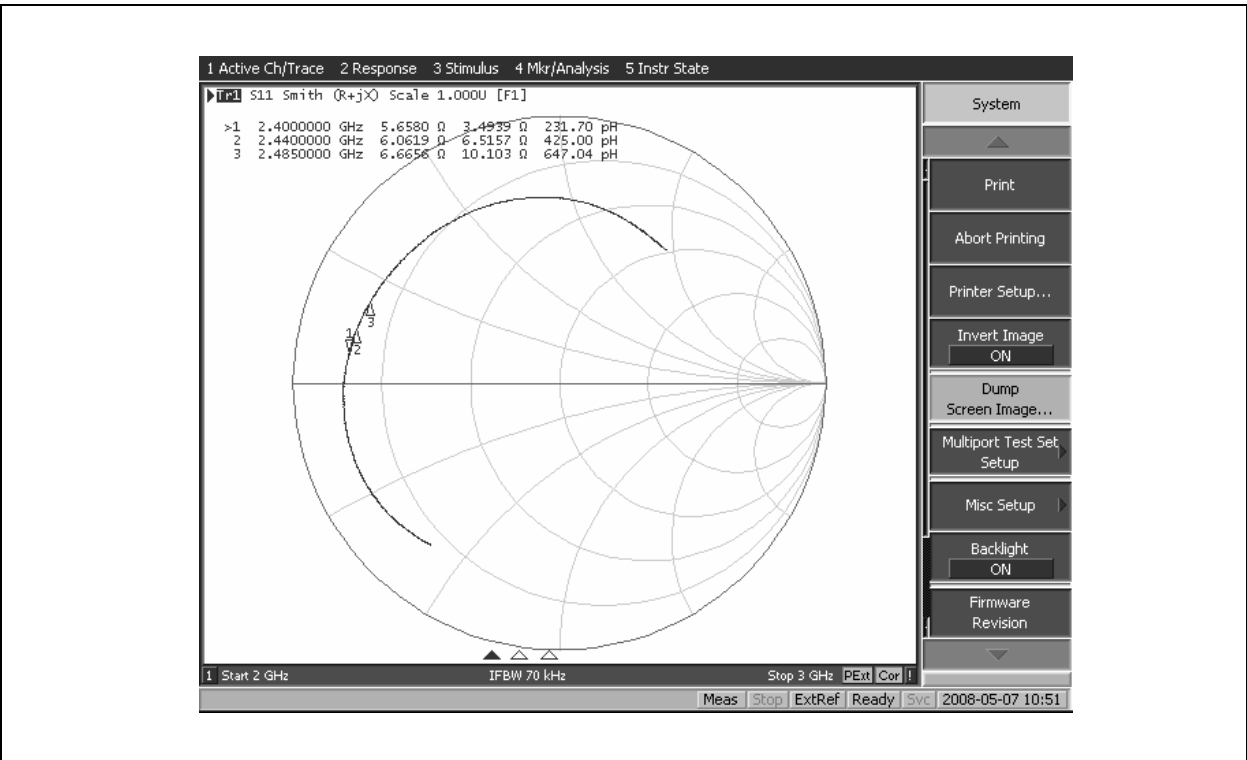 1 Active Ch/Trace 2 Response 3 Stimulus 4 Mkr/Analysis 5 Instr State
Tr1 S11 Smith (R+jX) Scale 1.000U [F1]
>1 2.4000000 GHz 5.6580 Ω 3.4939 Ω 231.70 pH
2 2.4400000 GHz 6.0619 Ω 6.5157 Ω 425.00 pH
3 2.4850000 GHz 6.6656 Ω 10.103 Ω 647.04 pH
3
1
2
1 Start 2 GHz IFBW 70 kHz Stop 3 GHz PExt Cor !
System
Print
Abort Printing
Printer Setup...
Invert Image
ON
Dump
Screen Image...
Multiport Test Set
Setup
Misc Setup
Backlight
ON
Firmware
Revision
Meas Stop ExtRef Ready Svc 2008-05-07 10:51